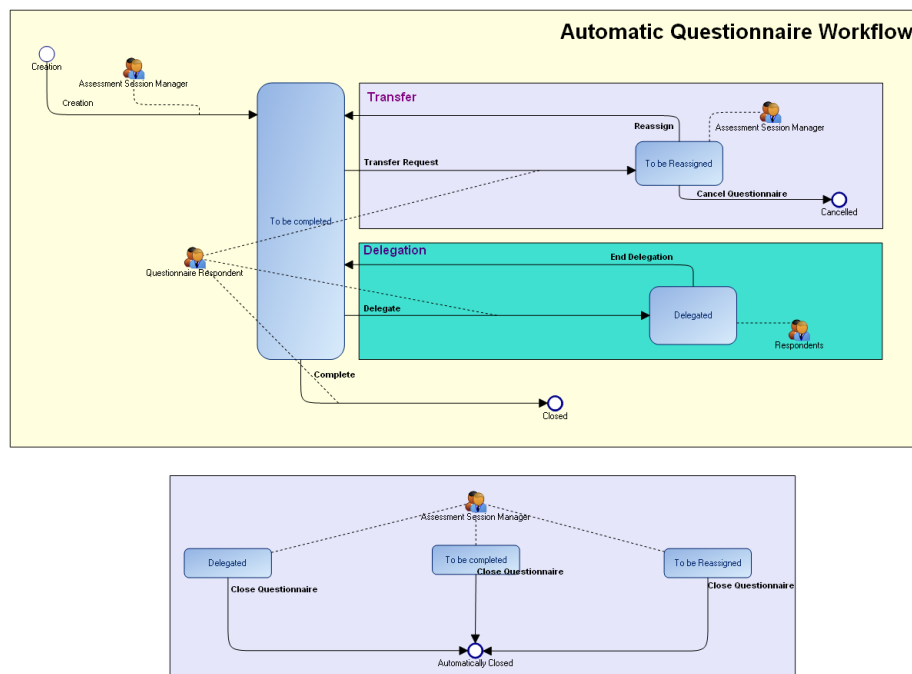 Automatic Questionnaire Workflow
Creation
Assessment Session Manager
Creation
Transfer
Reassign
Assessment Session Manager
Transfer Request
To be Reassigned
Cancel Questionnaire
Cancelled
To be completed
Questionnaire Respondent
Delegation
End Delegation
Delegate
Delegated
Respondents
Complete
Closed
Assessment Session Manager
Delegated
To be completed
To be Reassigned
Close Questionnaire
Close Questionnaire
Close Questionnaire
Automatically Closed